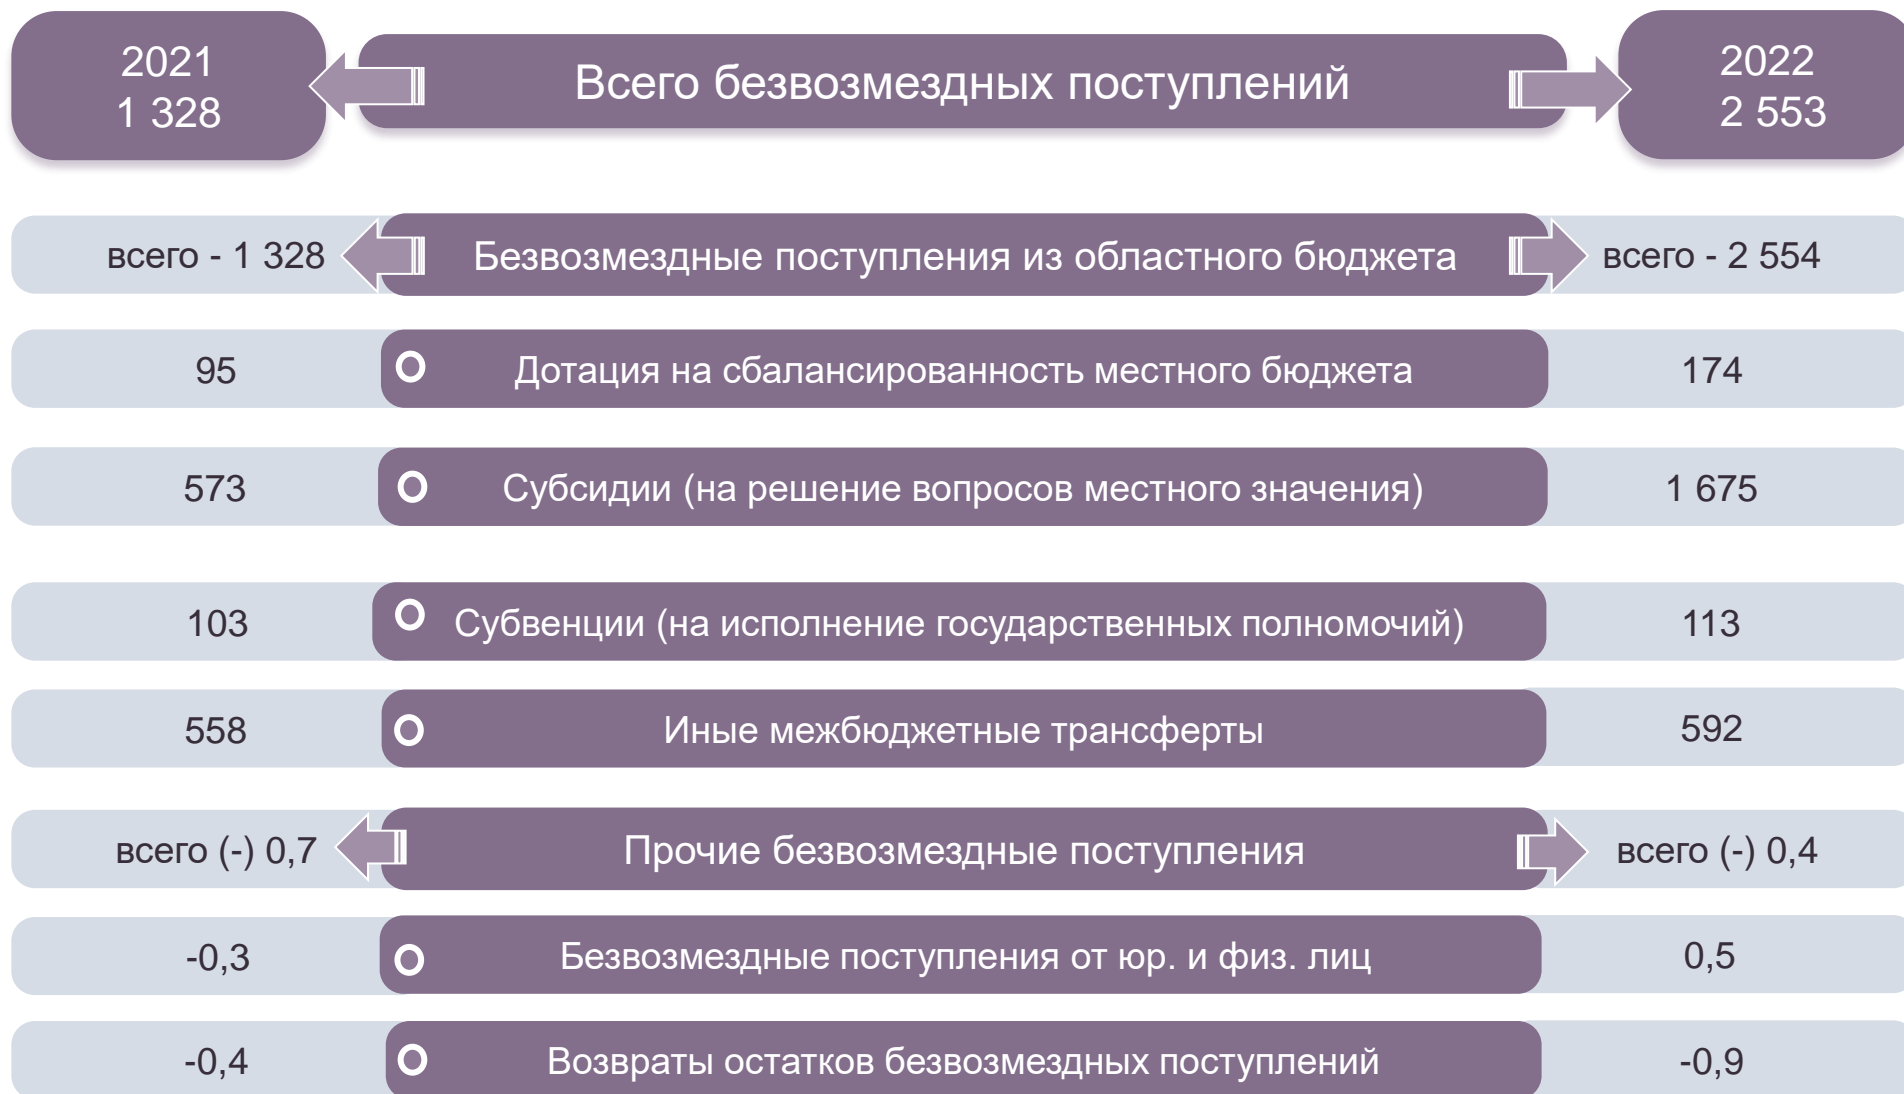 2021
1 328
Всего безвозмездных поступлений
2022
2 553
всего - 1 328
Безвозмездные поступления из областного бюджета
всего - 2 554
95
Дотация на сбалансированность местного бюджета
174
573
Субсидии (на решение вопросов местного значения)
1 675
103
Субвенции (на исполнение государственных полномочий)
113
558
Иные межбюджетные трансферты
592
всего (-) 0,7
Прочие безвозмездные поступления
всего (-) 0,4
-0,3
Безвозмездные поступления от юр. и физ. лиц
0,5
-0,4
Возвраты остатков безвозмездных поступлений
-0,9